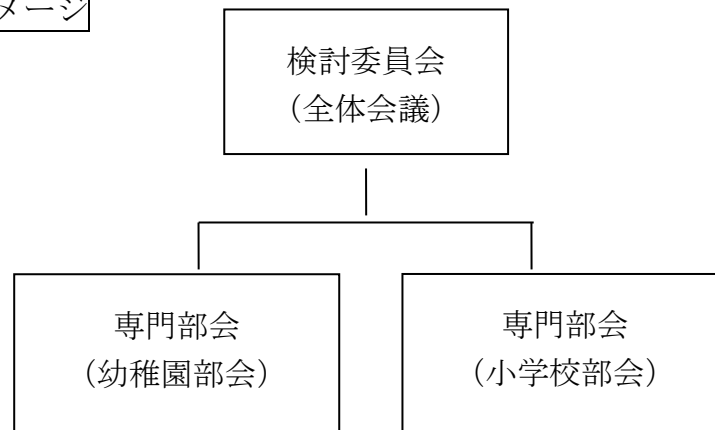 メージ
検討委員会
（全体会議）
専門部会
（幼稚園部会）
専門部会
（小学校部会）